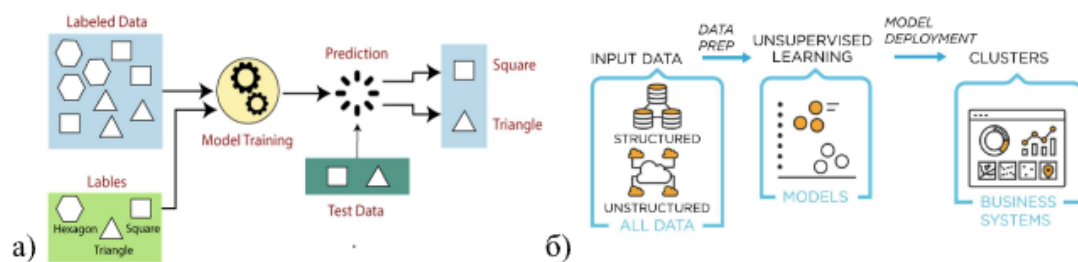 Labeled Data
Prediction
Square
Triangle
Model Training
Lables
Hexagon
Square
Triangle
Test Data
а)
DATA
PREP
MODEL
DEPLOYMENT
INPUT DATA
UNSUPERVISED
LEARNING
CLUSTERS
STRUCTURED
UNSTRUCTURED
ALL DATA
MODELS
BUSINESS
SYSTEMS
б)